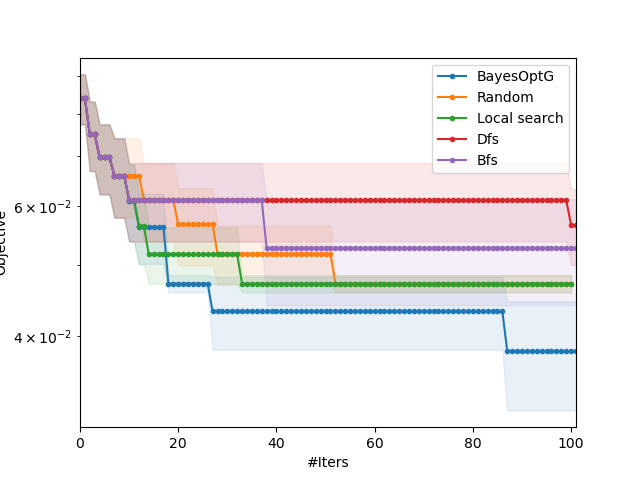 BayesOptG
Random
Local search
Dfs
Bfs
6 × 10⁻²
4 × 10⁻²
Objective
0 20 40 60 80 100
#Iters